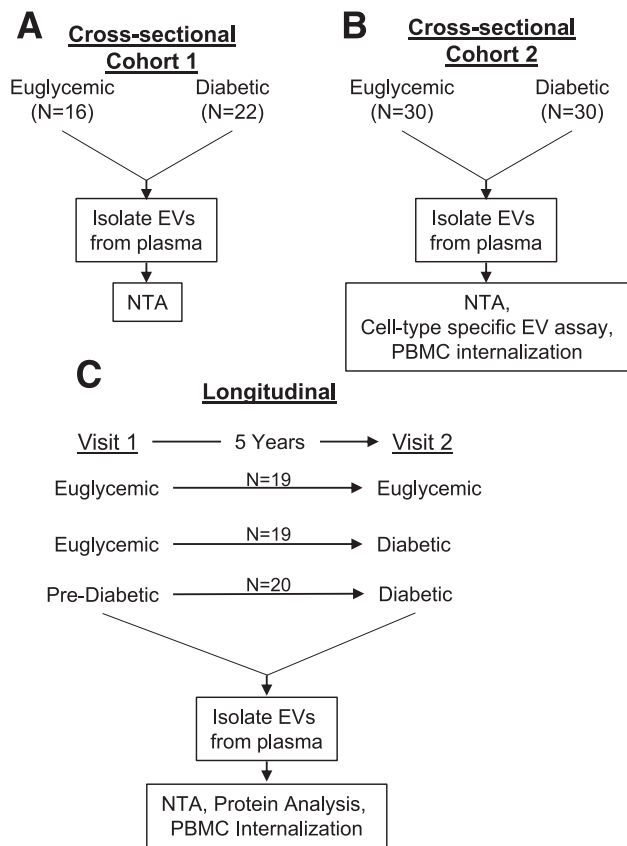 A
Cross-sectional
Cohort 1
Euglycemic
(N=16)
Diabetic
(N=22)
Isolate EVs
from plasma
NTA
B
Cross-sectional
Cohort 2
Euglycemic
(N=30)
Diabetic
(N=30)
Isolate EVs
from plasma
NTA,
Cell-type specific EV assay,
PBMC internalization
C
Longitudinal
Visit 1 5 Years Visit 2
Euglycemic N=19 Euglycemic
Euglycemic N=19 Diabetic
Pre-Diabetic N=20 Diabetic
Isolate EVs
from plasma
NTA, Protein Analysis,
PBMC Internalization